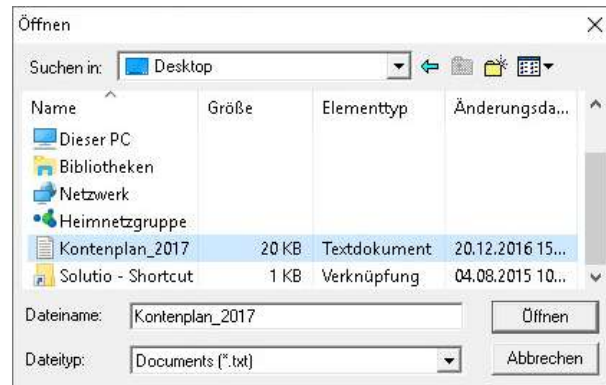 Öffnen
Suchen in: Desktop
Name Größe Elementtyp Änderungsda...
Dieser PC
Bibliotheken
Netzwerk
Heimnetzgruppe
Kontenplan_2017 20 KB Textdokument 20.12.2016 15...
Solutio - Shortcut 1 KB Verknüpfung 04.08.2015 10...
Dateiname: Kontenplan_2017 Öffnen
Dateityp: Documents (*.txt) Abbrechen